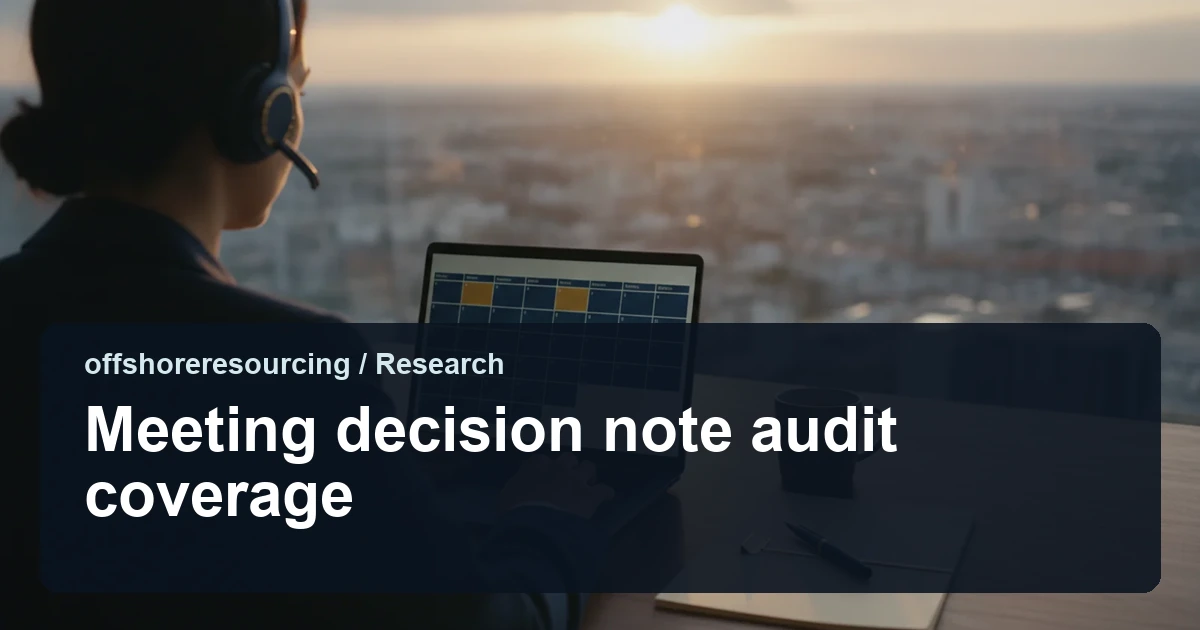 offshoreresourcing / Research
Meeting decision note audit
coverage